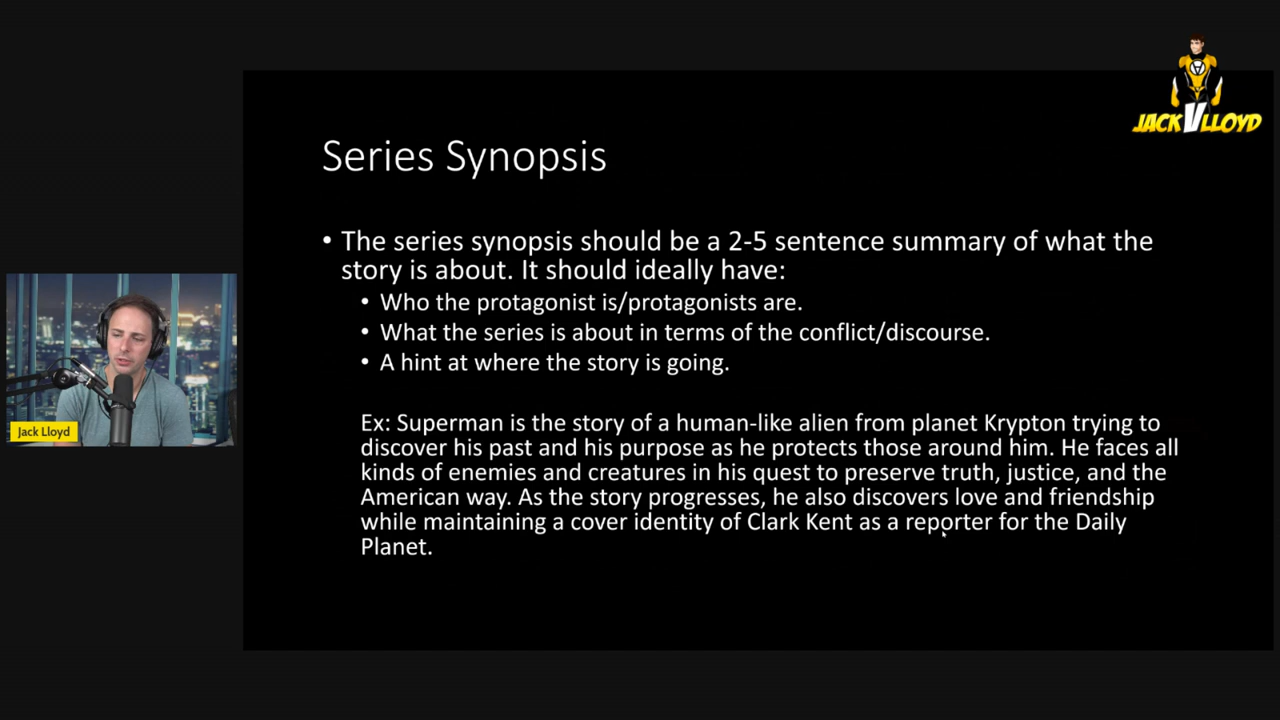 JACK V LLOYD
Series Synopsis
• The series synopsis should be a 2-5 sentence summary of what the
story is about. It should ideally have:
• Who the protagonist is/protagonists are.
• What the series is about in terms of the conflict/discourse.
• A hint at where the story is going.
Ex: Superman is the story of a human-like alien from planet Krypton trying to
discover his past and his purpose as he protects those around him. He faces all
kinds of enemies and creatures in his quest to preserve truth, justice, and the
American way. As the story progresses, he also discovers love and friendship
while maintaining a cover identity of Clark Kent as a reporter for the Daily
Planet.
Jack Lloyd